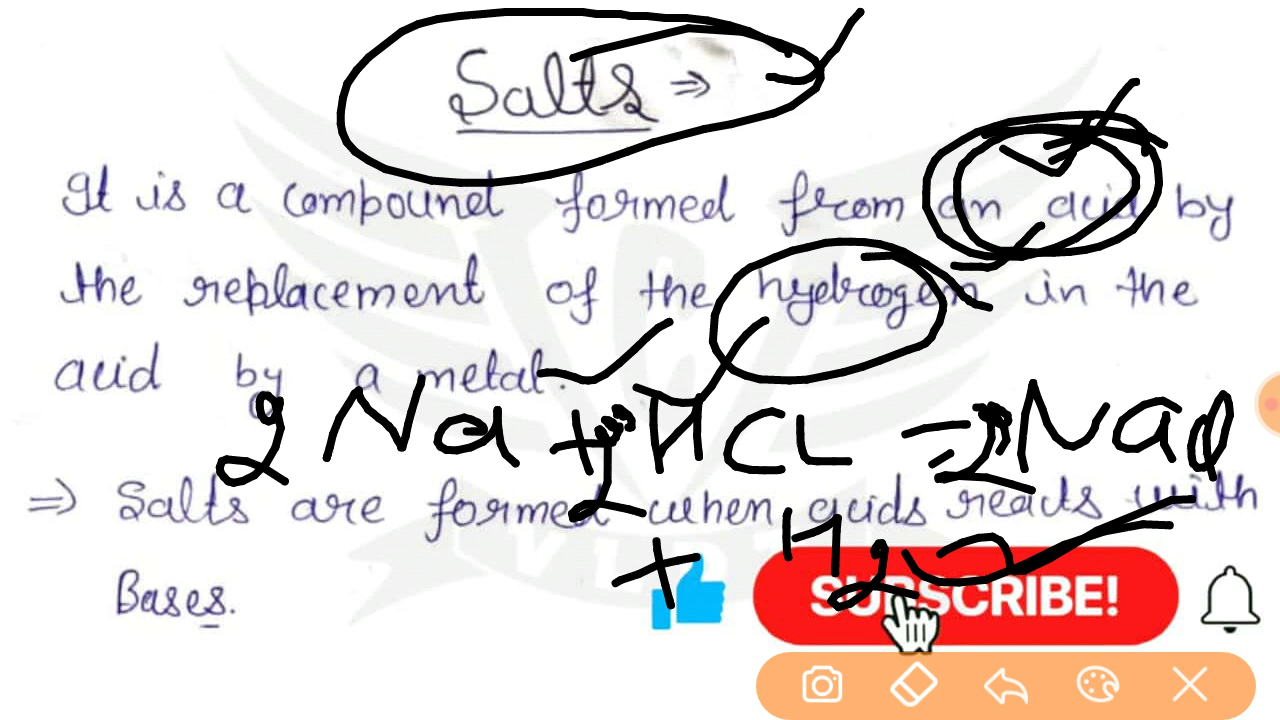 Salts ⇒
It is a compound formed from an acid by
the replacement of the hydrogen in the
acid by a metal.
2 Na + 2 HCl = 2 NaCl
⇒ Salts are formed when acids reacts with
+ H2
Bases.
SUBSCRIBE!